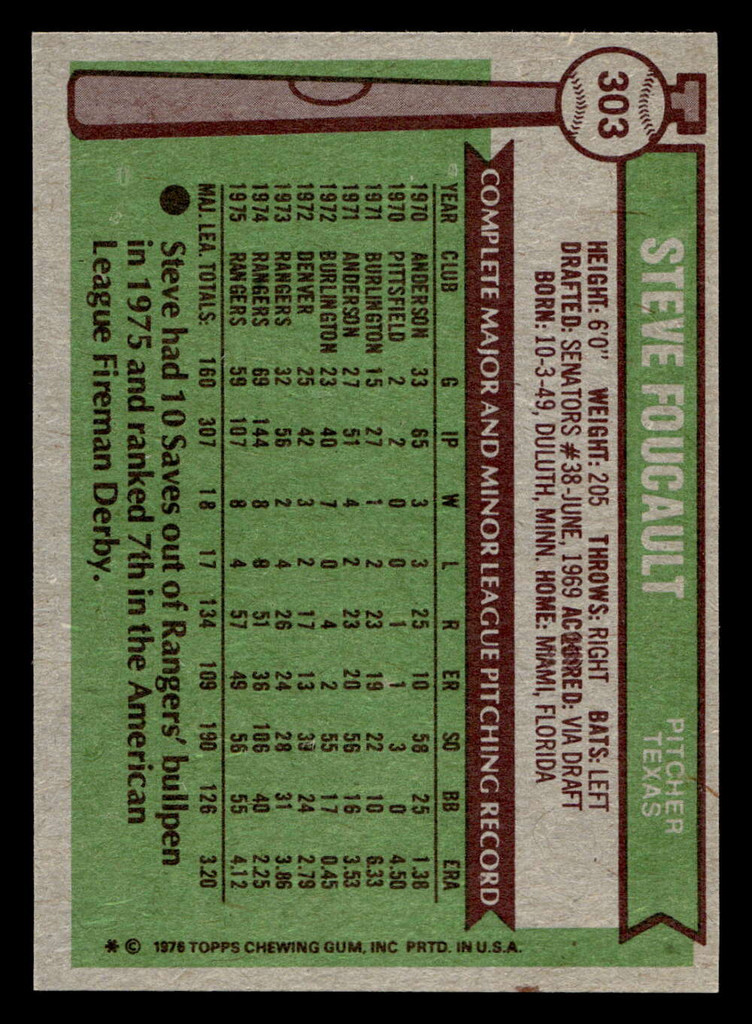 303
STEVE FOUCAULT
PITCHER
TEXAS
HEIGHT: 6'0" WEIGHT: 205 THROWS: RIGHT BATS: LEFT
DRAFTED: SENATORS #38-JUNE, 1969 ACQUIRED: VIA DRAFT
BORN: 10-3-49, DULUTH, MINN. HOME: MIAMI, FLORIDA
COMPLETE MAJOR AND MINOR LEAGUE PITCHING RECORD
YEAR CLUB G IP W L R ER SO BB ERA
1970 ANDERSON 33 65 3 3 25 10 58 25 1.38
1970 PITTSFIELD 2 2 0 0 1 1 3 0 4.50
1971 BURLINGTON 15 27 1 2 23 19 22 10 6.33
1971 ANDERSON 27 51 4 2 23 20 56 16 3.53
1972 BURLINGTON 23 40 7 0 4 2 55 17 0.45
1972 DENVER 25 42 3 2 17 13 39 24 2.79
1973 RANGERS 32 56 2 4 26 24 28 31 3.86
1974 RANGERS 69 144 8 8 51 36 106 40 2.25
1975 RANGERS 59 107 8 4 57 49 56 55 4.12
MAJ. LEA. TOTALS: 160 307 18 17 134 109 190 126 3.20
Steve had 10 Saves out of Rangers' bullpen
in 1975 and ranked 7th in the American
League Fireman Derby.
* © 1976 TOPPS CHEWING GUM, INC PRTD. IN U.S.A.